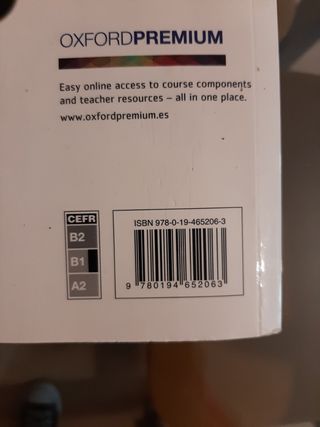 OXFORDPREMIUM
Easy online access to course components
and teacher resources – all in one place.
www.oxfordpremium.es
CEFR
B2
B1
A2
ISBN 978-0-19-465206-3
9 780194 652063